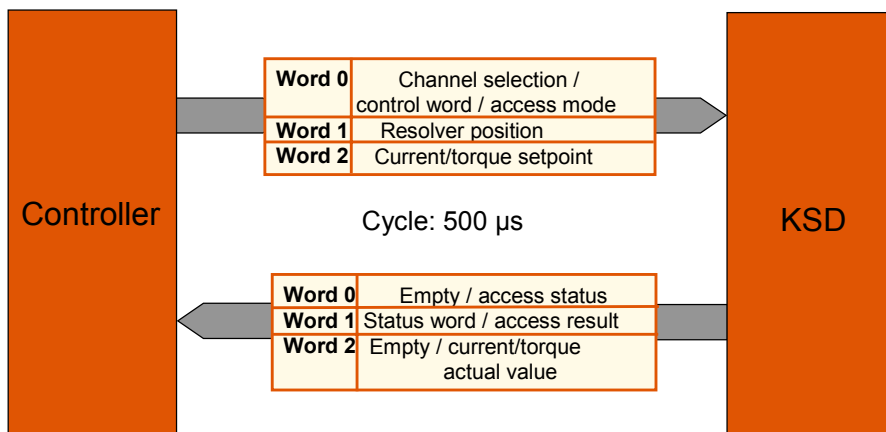 Controller
Word 0 Channel selection /
control word / access mode
Word 1 Resolver position
Word 2 Current/torque setpoint
Cycle: 500 µs
Word 0 Empty / access status
Word 1 Status word / access result
Word 2 Empty / current/torque
actual value
KSD